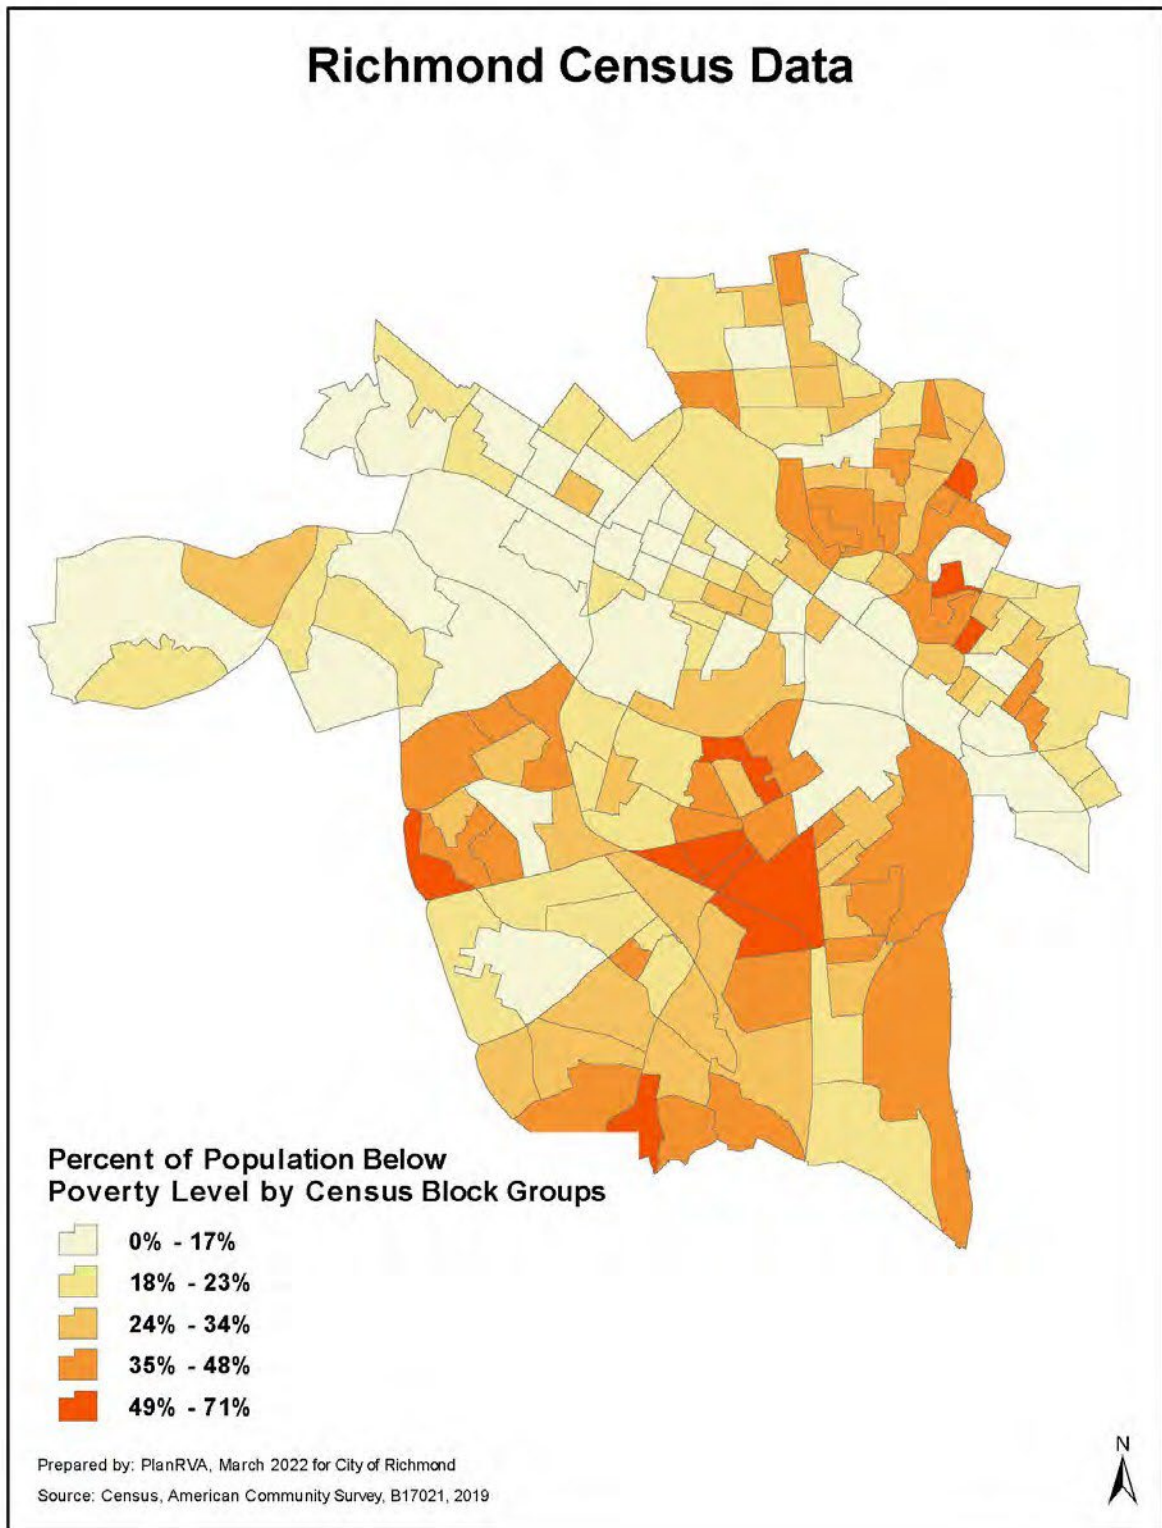 Richmond Census Data
Percent of Population Below
Poverty Level by Census Block Groups
0% - 17%
18% - 23%
24% - 34%
35% - 48%
49% - 71%
Prepared by: PlanRVA, March 2022 for City of Richmond
Source: Census, American Community Survey, B17021, 2019
N